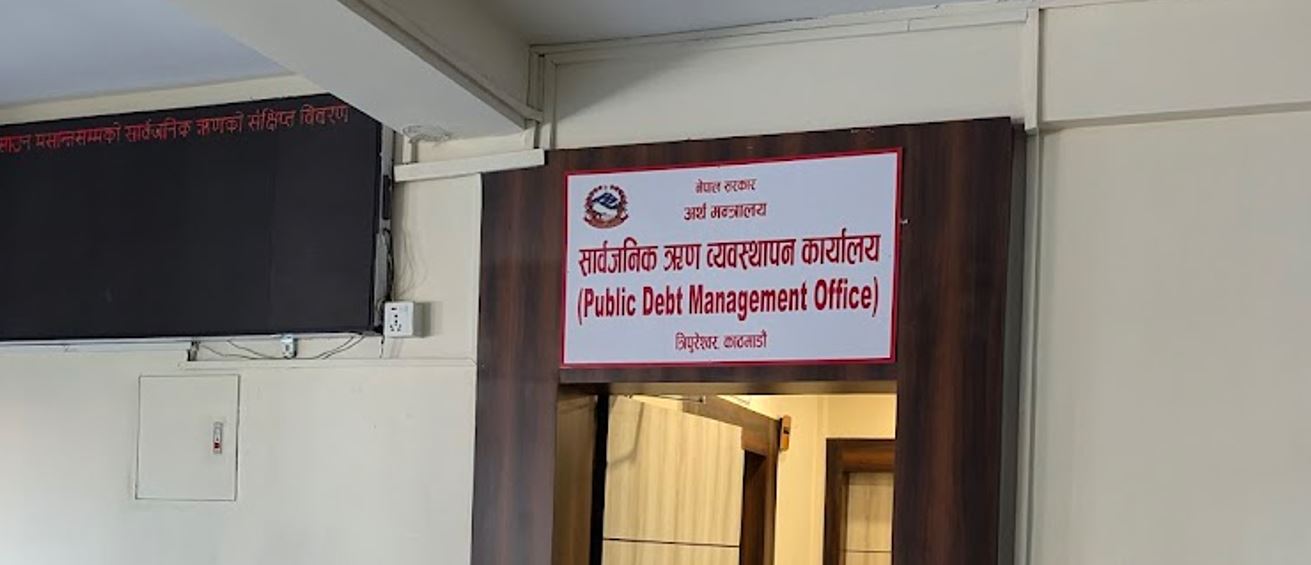 साउन मसान्तसम्मको सार्वजनिक ऋणको संक्षिप्त विवरण
नेपाल सरकार
अर्थ मन्त्रालय
सार्वजनिक ऋण व्यवस्थापन कार्यालय
(Public Debt Management Office)
त्रिपुरेश्वर, काठमाडौं